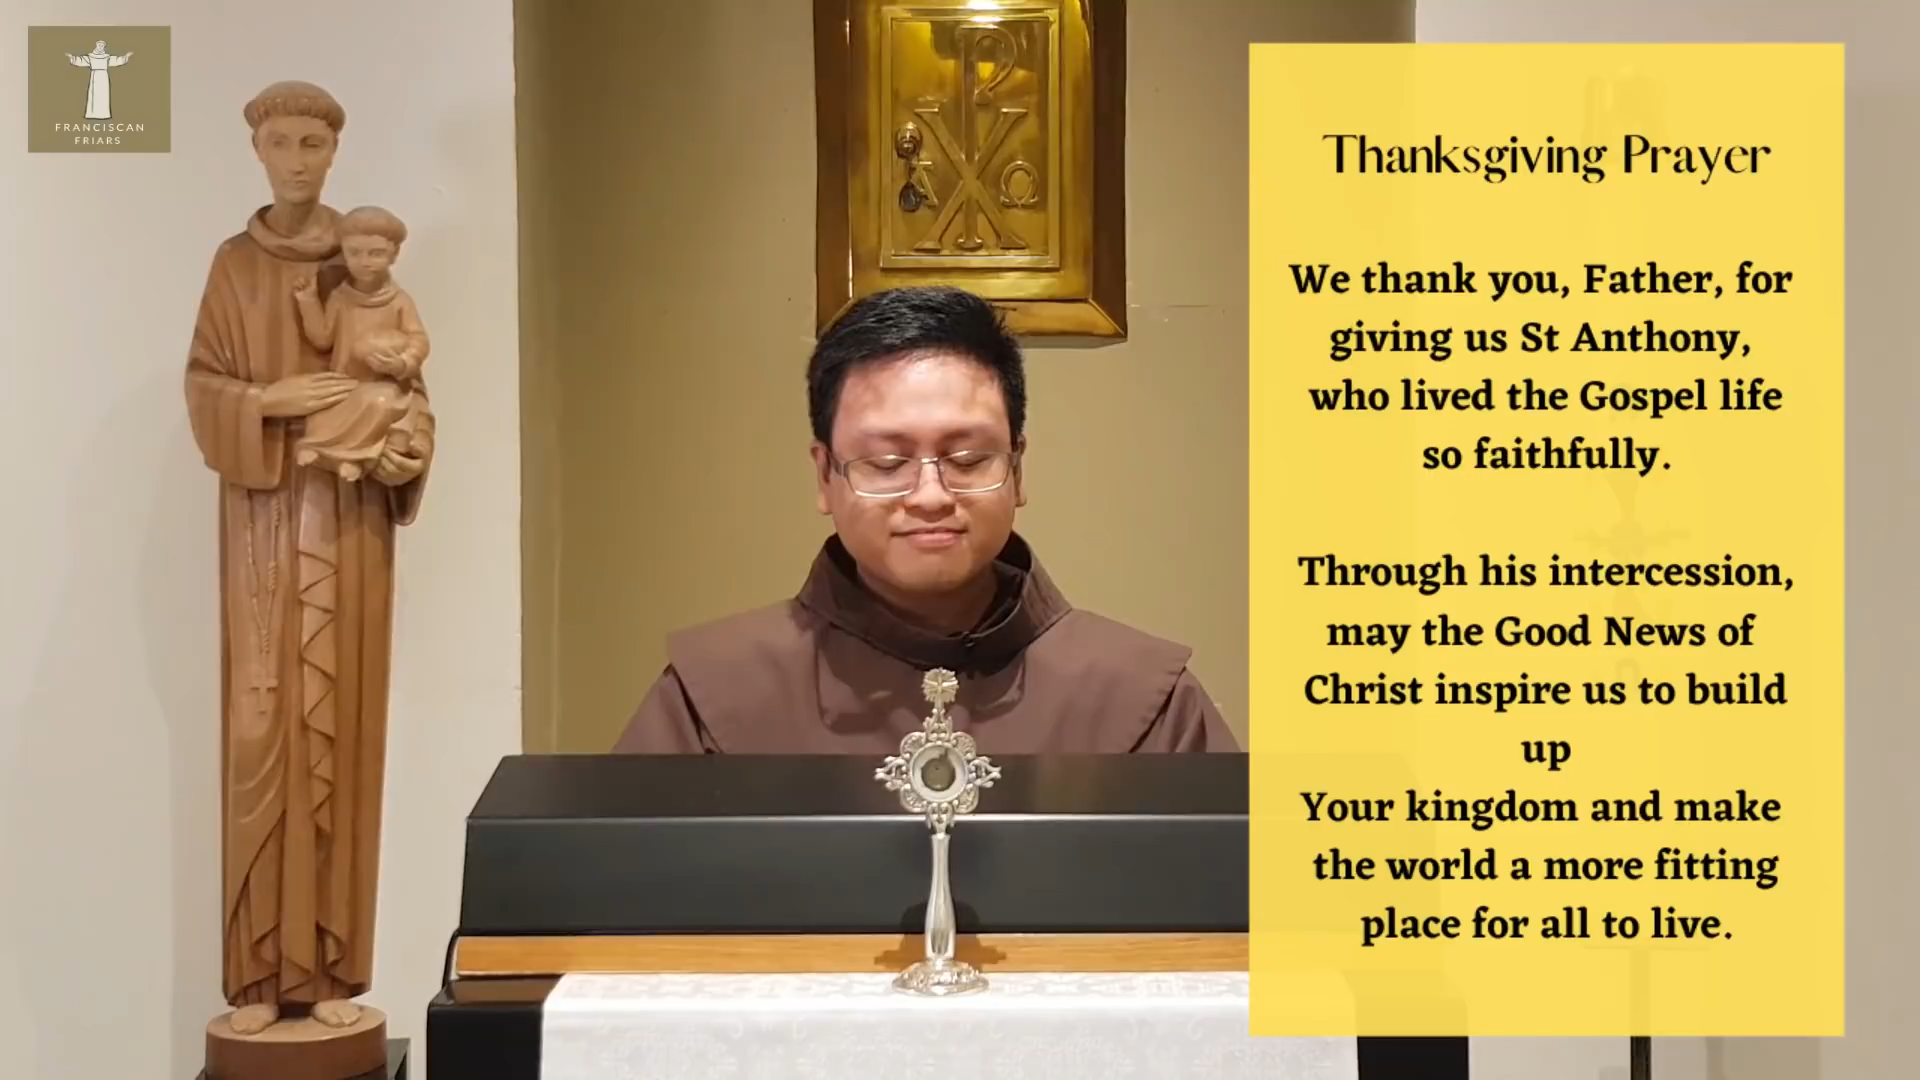 FRANCISCAN
FRIARS
Α Ω
Thanksgiving Prayer
We thank you, Father, for
giving us St Anthony,
who lived the Gospel life
so faithfully.
Through his intercession,
may the Good News of
Christ inspire us to build
up
Your kingdom and make
the world a more fitting
place for all to live.